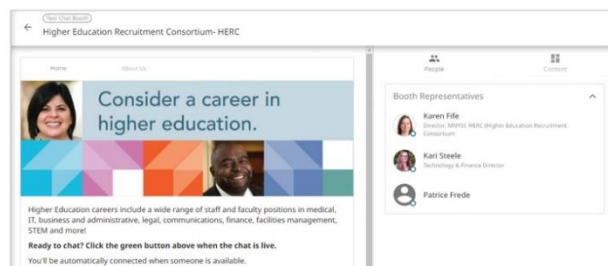 Text Chat Booth
Higher Education Recruitment Consortium- HERC
Home
About Us
Consider a career in
higher education.
Higher Education careers include a wide range of staff and faculty positions in medical,
IT, business and administrative, legal, communications, finance, facilities management,
STEM and more!
Ready to chat? Click the green button above when the chat is live.
You'll be automatically connected when someone is available.
People
Content
Booth Representatives
Karen Fife
Director, MNYSC HERC (Higher Education Recruitment
Consortium
Kari Steele
Technology & Finance Director
Patrice Frede